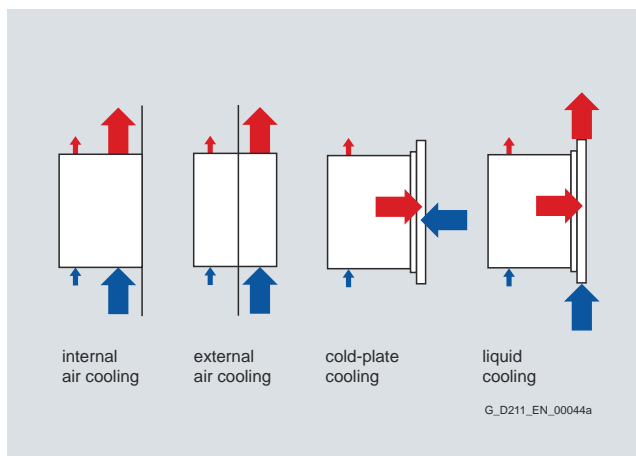 internal
air cooling
external
air cooling
cold-plate
cooling
liquid
cooling
G_D211_EN_00044a